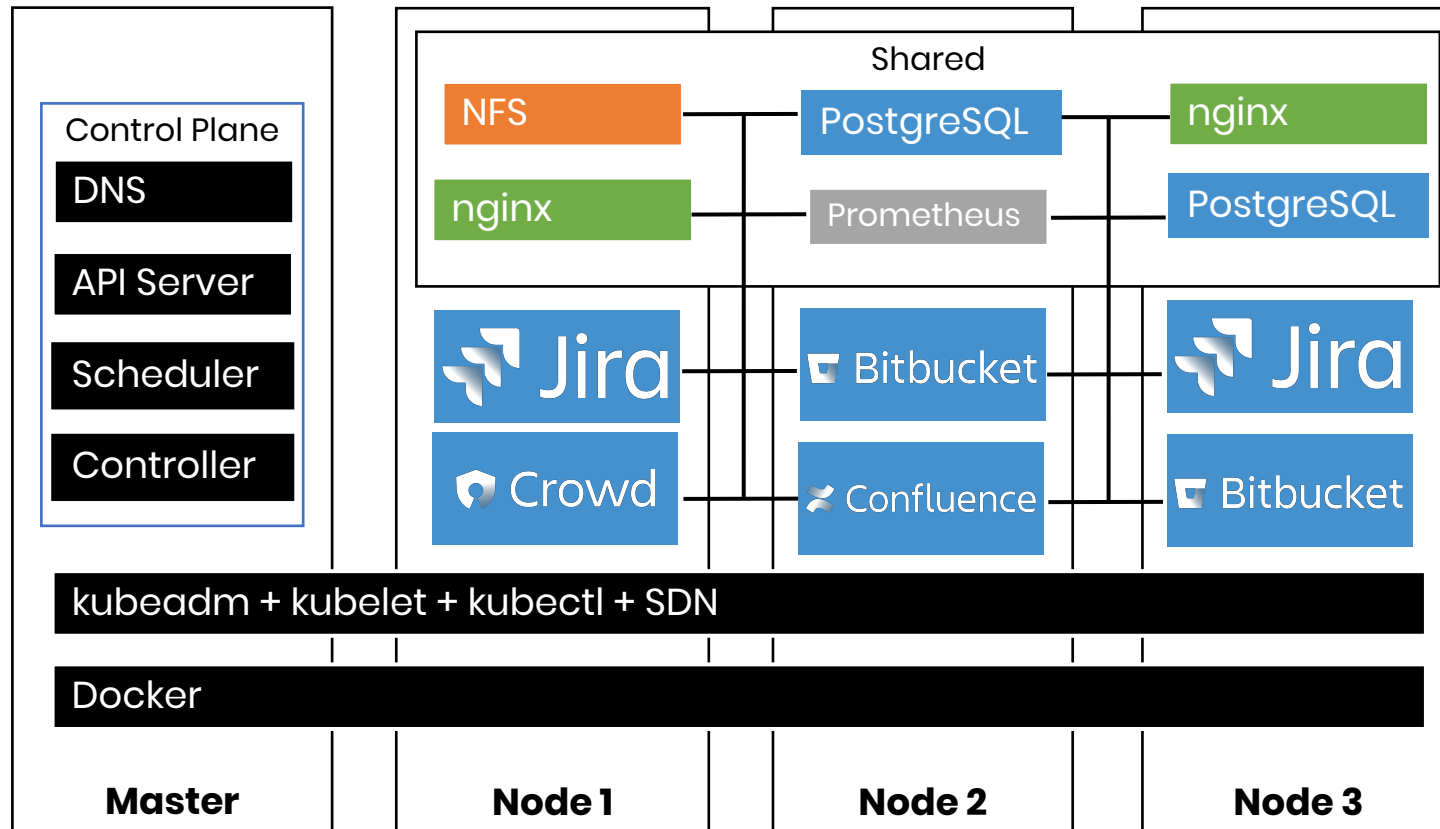 Control Plane
DNS
API Server
Scheduler
Controller
Shared
NFS
PostgreSQL
nginx
nginx
Prometheus
PostgreSQL
Jira
Bitbucket
Jira
Crowd
Confluence
Bitbucket
kubeadm + kubelet + kubectl + SDN
Docker
Master
Node 1
Node 2
Node 3